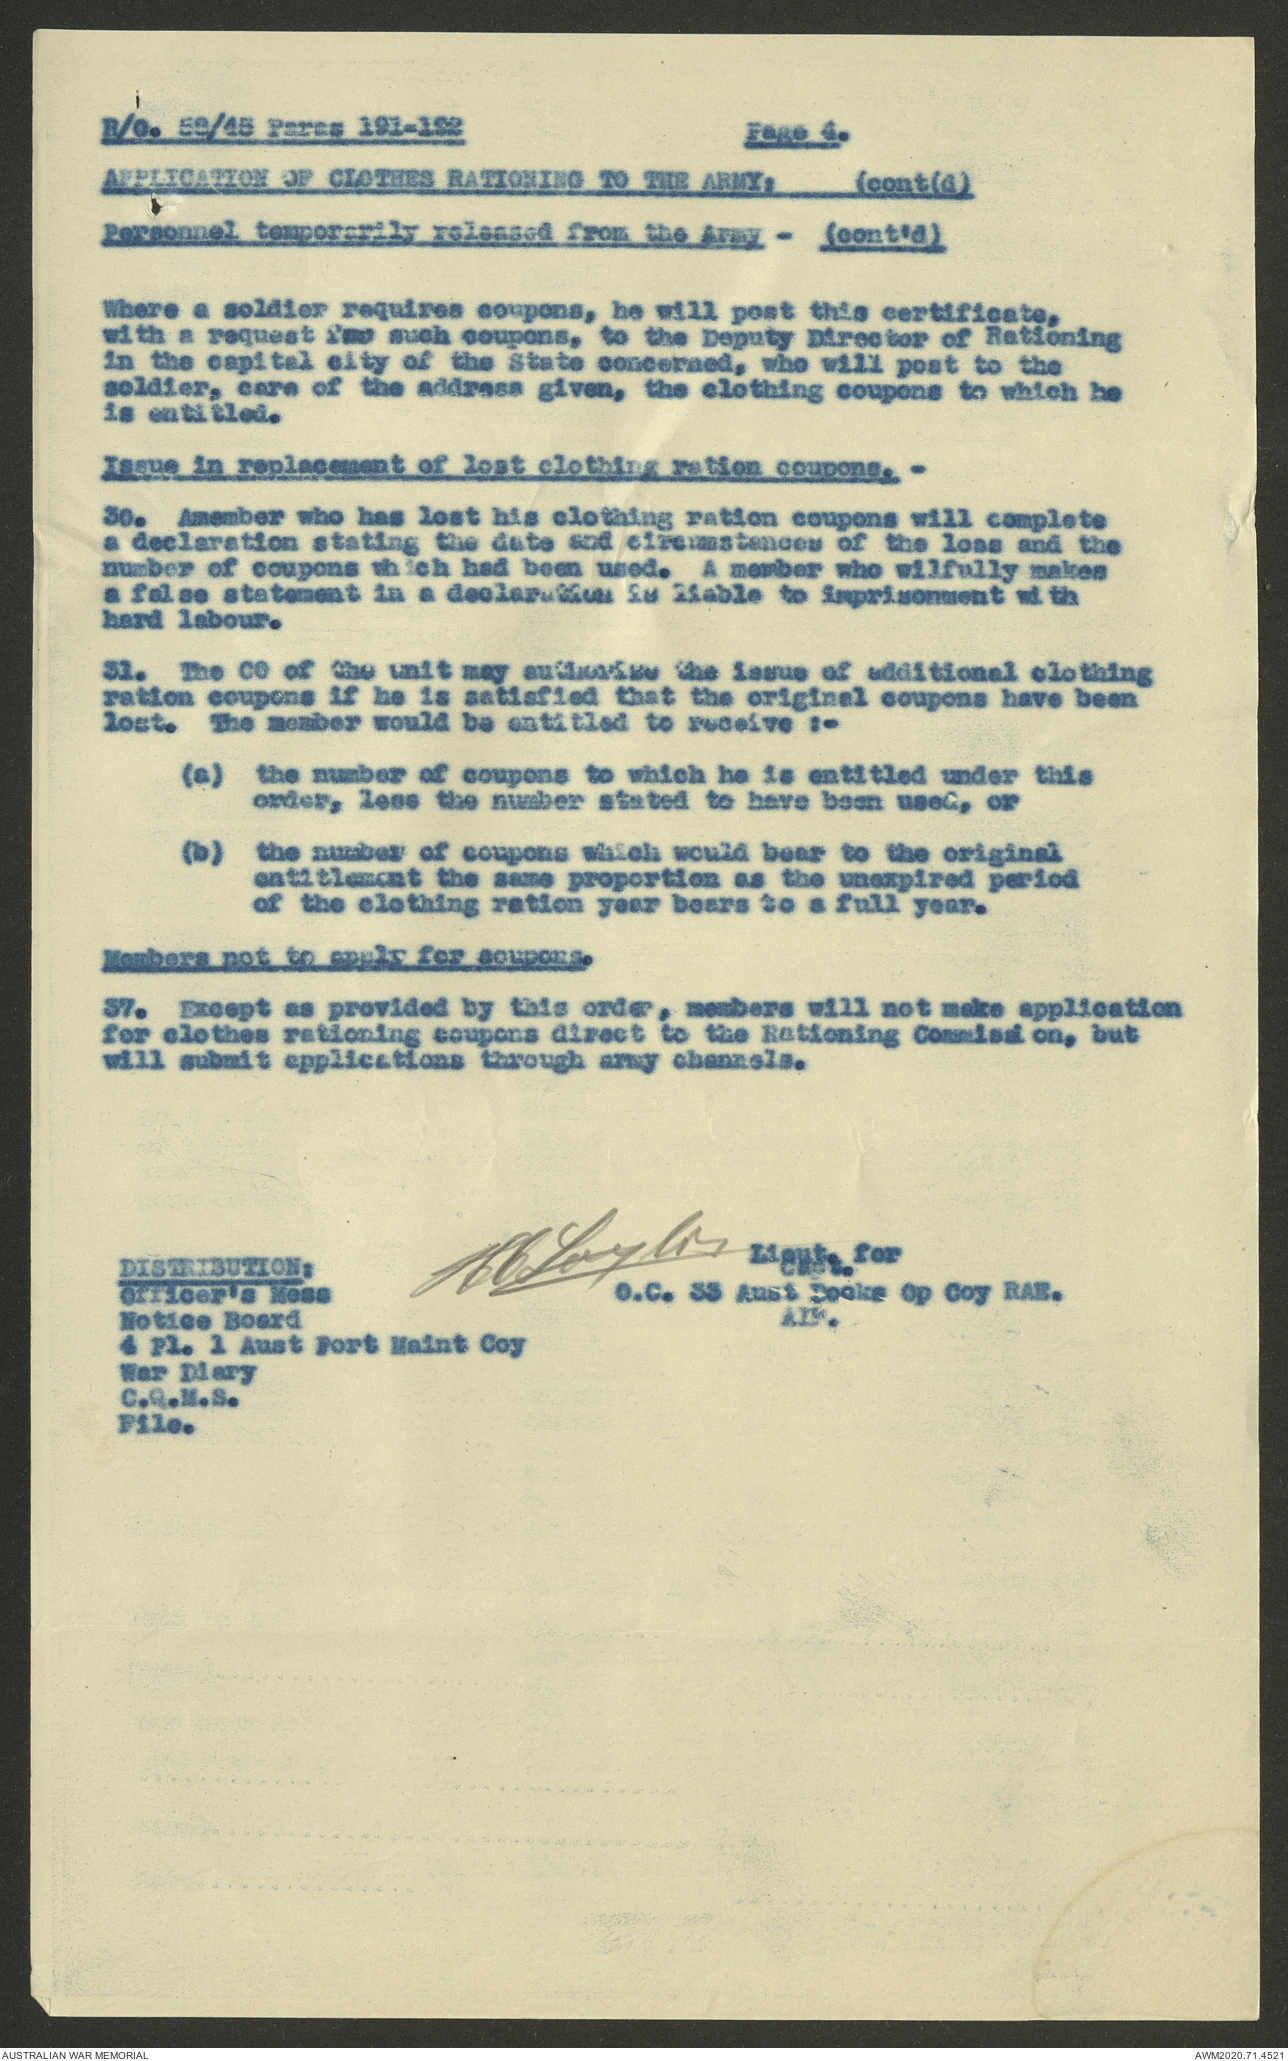 R/O. 58/45 Paras 191-192 Page 4.
APPLICATION OF CLOTHES RATIONING TO THE ARMY: (cont(d)
Personnel temporarily released from the Army - (cont'd)
Where a soldier requires coupons, he will post this certificate,
with a request for such coupons, to the Deputy Director of Rationing
in the capital city of the State concerned, who will post to the
soldier, care of the address given, the clothing coupons to which he
is entitled.
Issue in replacement of lost clothing ration coupons. -
30. Amember who has lost his clothing ration coupons will complete
a declaration stating the date and circumstances of the loss and the
number of coupons which had been used. A member who wilfully makes
a false statement in a declaration is liable to imprisonment with
hard labour.
31. The CO of the unit may authorize the issue of additional clothing
ration coupons if he is satisfied that the original coupons have been
lost. The member would be entitled to receive :-
(a) the number of coupons to which he is entitled under this
order, less the number stated to have been used, or
(b) the number of coupons which would bear to the original
entitlement the same proportion as the unexpired period
of the clothing ration year bears to a full year.
Members not to apply for coupons.
37. Except as provided by this order, members will not make application
for clothes rationing coupons direct to the Rationing Commission, but
will submit applications through army channels.
Lieut. for
Capt.
O.C. 33 Aust Docks Op Coy RAE.
AIF.
DISTRIBUTION:
Officer's Mess
Notice Board
4 Pl. 1 Aust Port Maint Coy
War Diary
C.Q.M.S.
File.
AUSTRALIAN WAR MEMORIAL AWM2020.71.4521